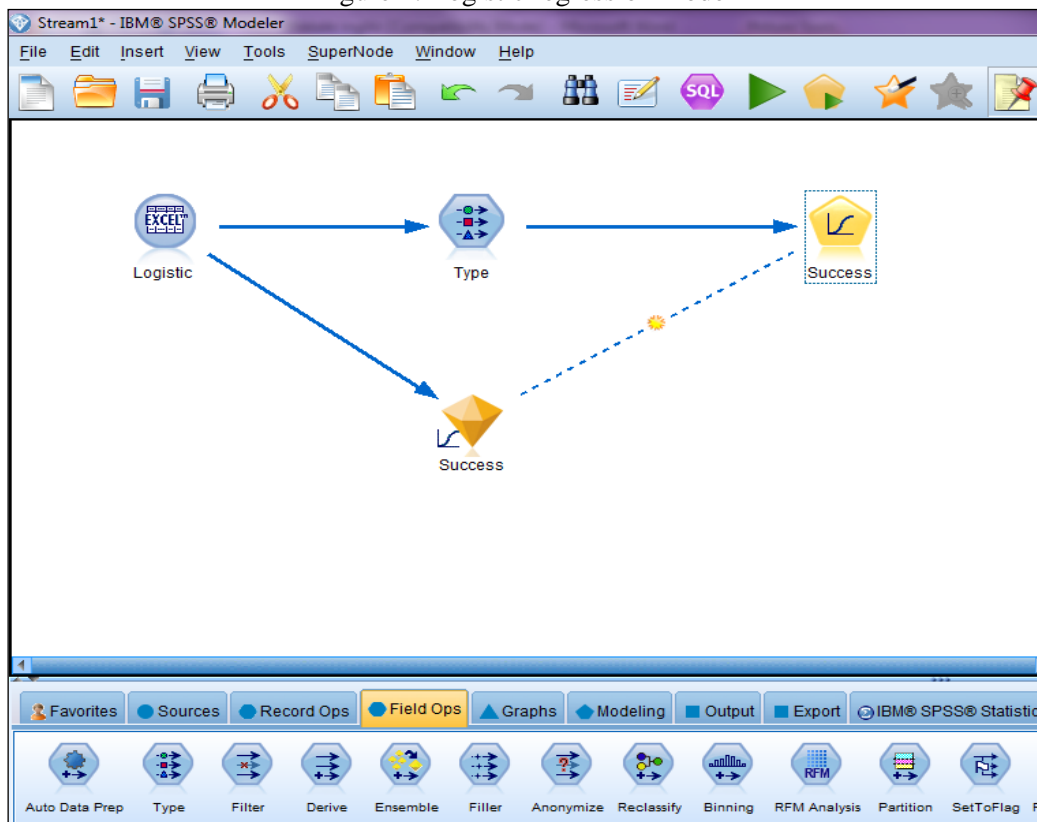 Stream1* - IBM® SPSS® Modeler
File Edit Insert View Tools SuperNode Window Help
SQL
EXCEL™
Logistic
Type
Success
Success
Favorites Sources Record Ops Field Ops Graphs Modeling Output Export IBM® SPSS® Statistic
RFM
Auto Data Prep Type Filter Derive Ensemble Filler Anonymize Reclassify Binning RFM Analysis Partition SetToFlag